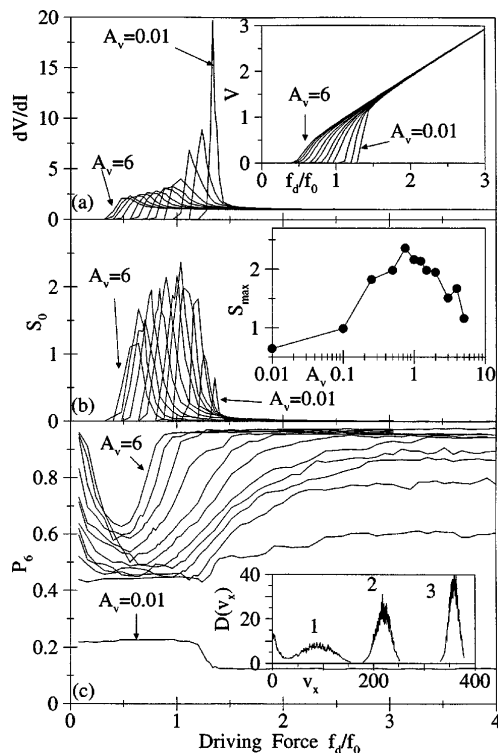 20
15
10
5
0
dV/dI
A_v=0.01
A_v=6
(a)
3
2
1
0
V
A_v=6
A_v=0.01
0
1
2
3
f_d/f_0
3
2
1
0
S_0
A_v=6
(b)
A_v=0.01
2
1
S_max
0.01
0.1
1
10
A_v
0.8
0.6
0.4
0.2
0
P_6
A_v=6
A_v=0.01
(c)
40
20
0
D(v_x)
1
2
3
0
200
400
v_x
0
1
2
3
4
Driving Force f_d/f_0